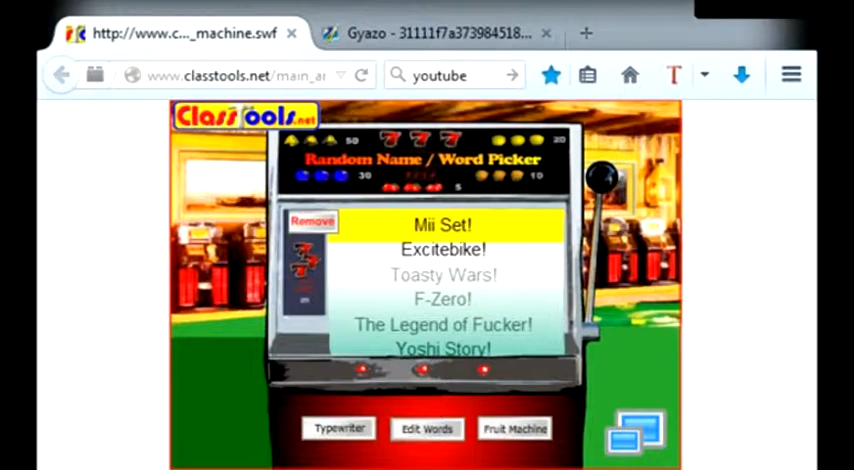 http://www.c..._machine.swf
Gyazo - 31111f7a373984518...
www.classtools.net/main_ar
youtube
T
ClassTools.net
50
777
20
Random Name / Word Picker
30
5
10
Remove
Mii Set!
Excitebike!
Toasty Wars!
F-Zero!
The Legend of Fucker!
Yoshi Story!
Typewriter
Edit Words
Fruit Machine